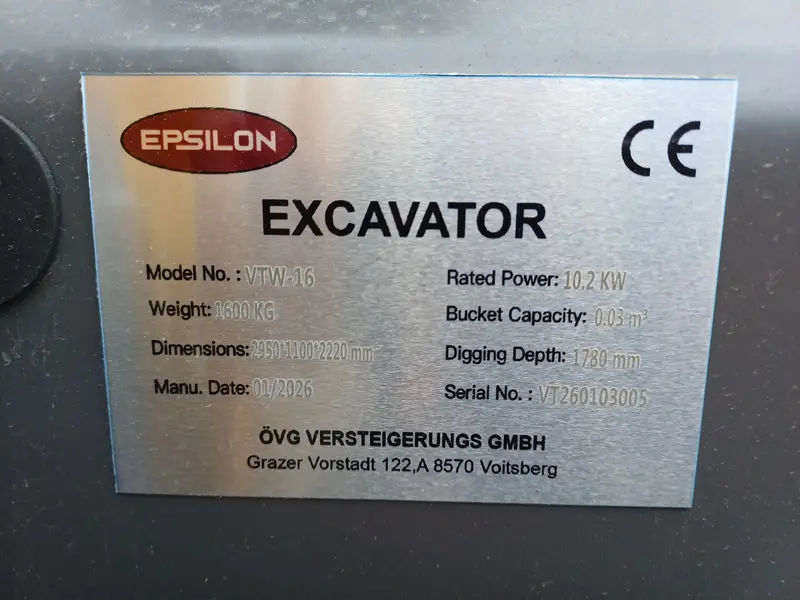 EPSILON
CE
EXCAVATOR
Model No. : VTW-16
Rated Power: 10.2 KW
Weight: 1600 KG
Bucket Capacity: 0.03 m³
Dimensions: 2950*1100*2220 mm
Digging Depth: 1780 mm
Manu. Date: 01/2026
Serial No. : VT260103005
ÖVG VERSTEIGERUNGS GMBH
Grazer Vorstadt 122,A 8570 Voitsberg